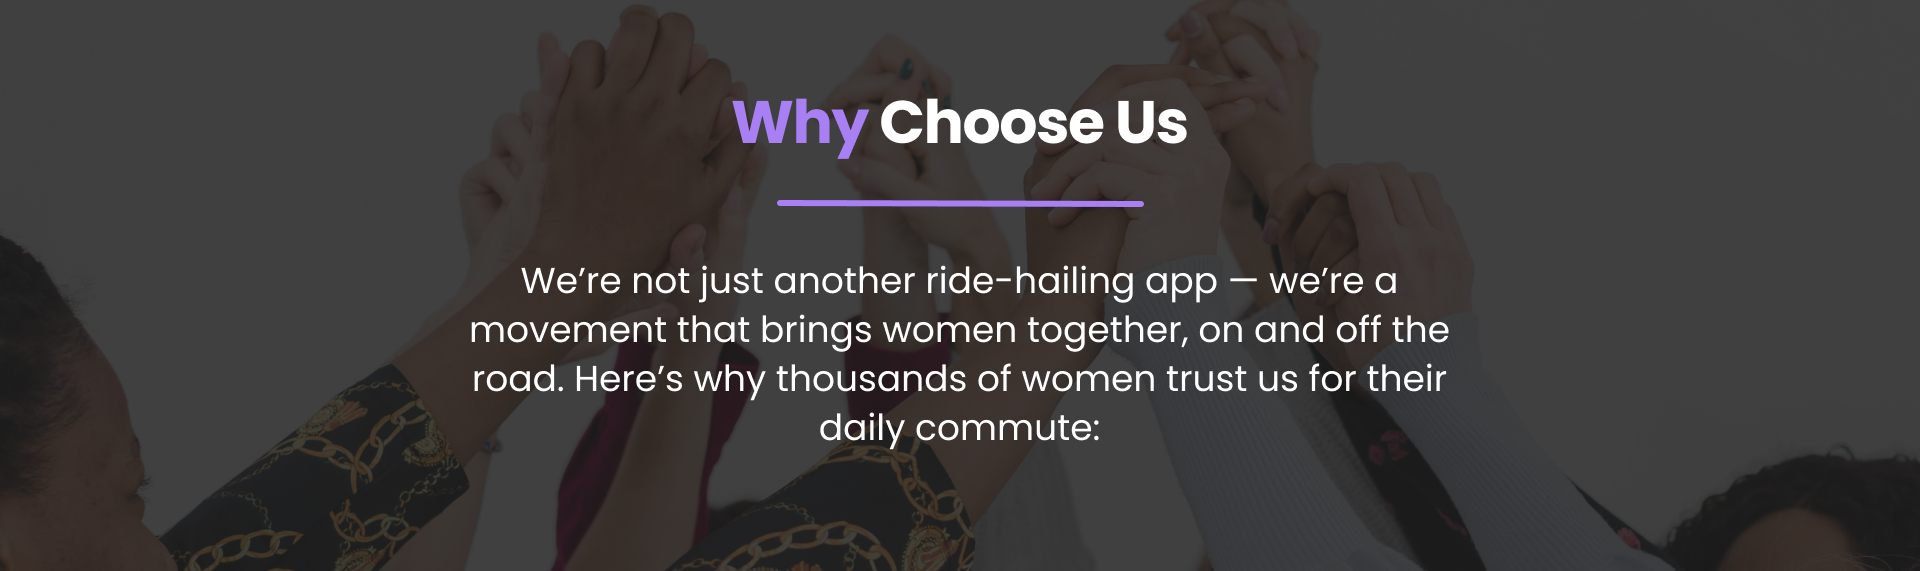 Why Choose Us
We’re not just another ride-hailing app — we’re a
movement that brings women together, on and off the
road. Here’s why thousands of women trust us for their
daily commute: